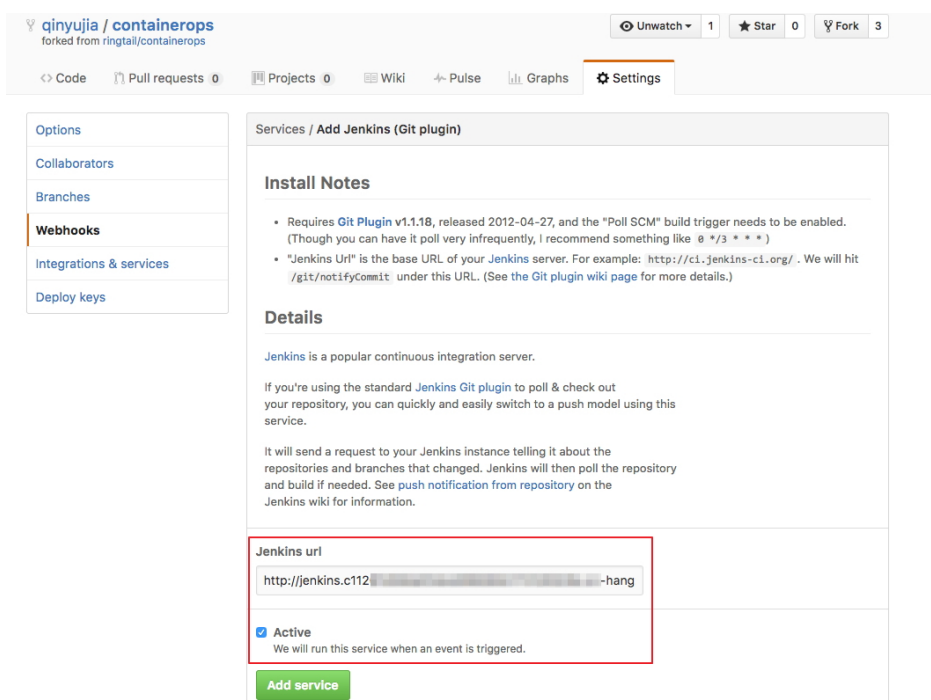 qinyujia / containerops
forked from ringtail/containerops
Unwatch 1 Star 0 Fork 3
Code Pull requests 0 Projects 0 Wiki Pulse Graphs Settings
Options
Collaborators
Branches
Webhooks
Integrations & services
Deploy keys
Services / Add Jenkins (Git plugin)
Install Notes
• Requires Git Plugin v1.1.18, released 2012-04-27, and the "Poll SCM" build trigger needs to be enabled.
(Though you can have it poll very infrequently, I recommend something like 0 */3 * * * )
• "Jenkins Url" is the base URL of your Jenkins server. For example: http://ci.jenkins-ci.org/ . We will hit
/git/notifyCommit under this URL. (See the Git plugin wiki page for more details.)
Details
Jenkins is a popular continuous integration server.
If you're using the standard Jenkins Git plugin to poll & check out
your repository, you can quickly and easily switch to a push model using this
service.
It will send a request to your Jenkins instance telling it about the
repositories and branches that changed. Jenkins will then poll the repository
and build if needed. See push notification from repository on the
Jenkins wiki for information.
Jenkins url
http://jenkins.c112 -hang
Active
We will run this service when an event is triggered.
Add service